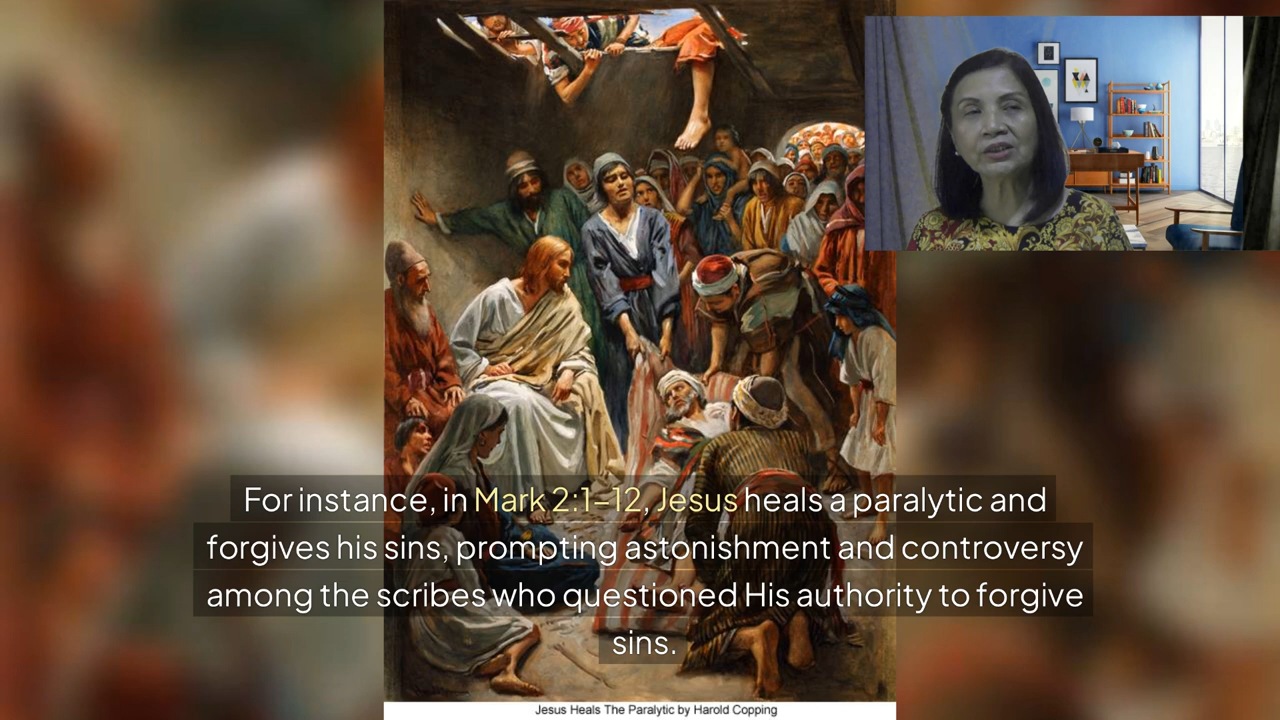 For instance, in Mark 2:1–12, Jesus heals a paralytic and
forgives his sins, prompting astonishment and controversy
among the scribes who questioned His authority to forgive
sins.
Jesus Heals The Paralytic by Harold Copping